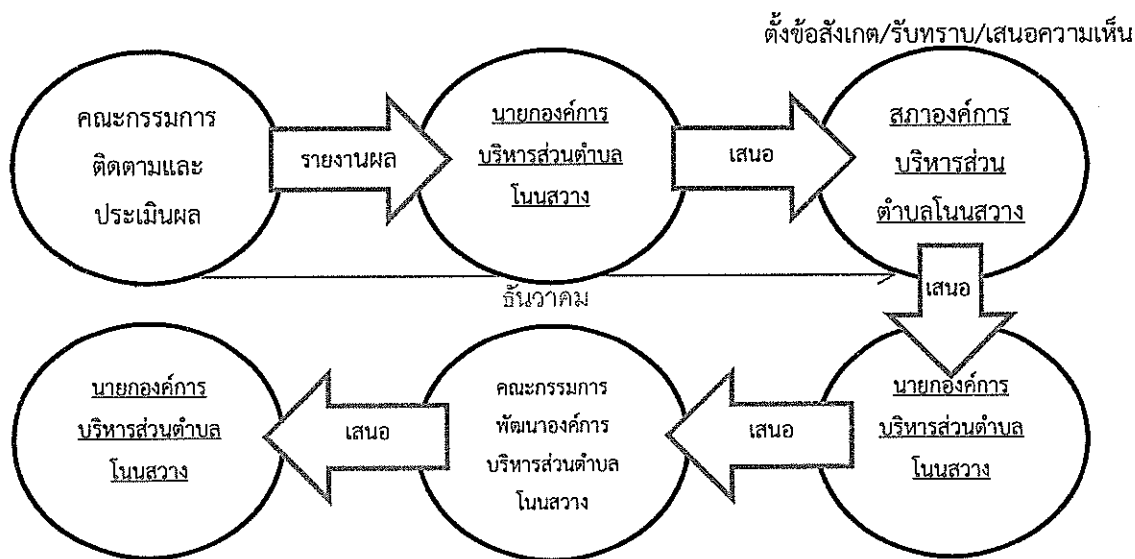 ตั้งข้อสังเกต/รับทราบ/เสนอความเห็น
คณะกรรมการ
ติดตามและ
ประเมินผล
รายงานผล
นายกองค์การ
บริหารส่วนตำบล
โนนสวาง
เสนอ
สภาองค์การ
บริหารส่วน
ตำบลโนนสวาง
ธันวาคม
เสนอ
นายกองค์การ
บริหารส่วนตำบล
โนนสวาง
เสนอ
คณะกรรมการ
พัฒนาองค์การ
บริหารส่วนตำบล
โนนสวาง
เสนอ
นายกองค์การ
บริหารส่วนตำบล
โนนสวาง